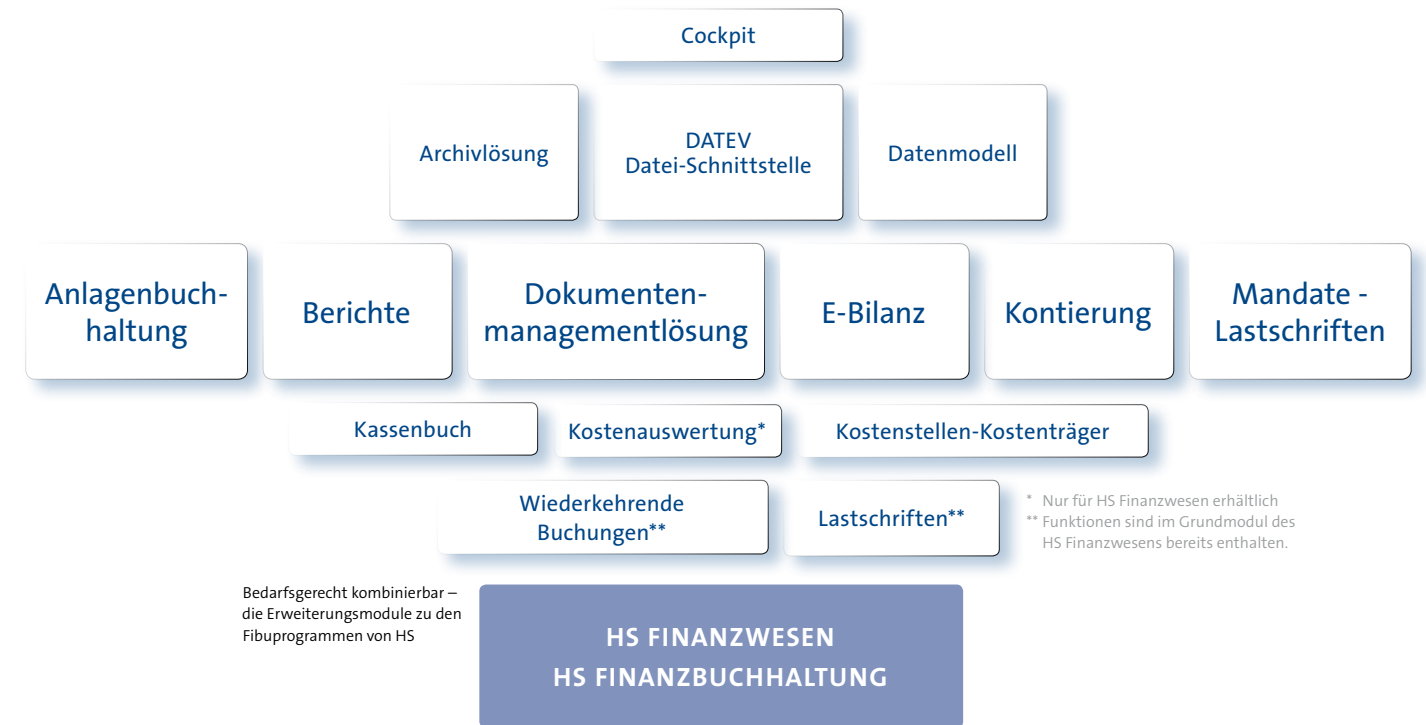 Cockpit
Archivlösung
DATEV
Datei-Schnittstelle
Datenmodell
Anlagenbuch-
haltung
Berichte
Dokumenten-
managementlösung
E-Bilanz
Kontierung
Mandate -
Lastschriften
Kassenbuch
Kostenauswertung*
Kostenstellen-Kostenträger
Wiederkehrende
Buchungen**
Lastschriften**
* Nur für HS Finanzwesen erhältlich
** Funktionen sind im Grundmodul des
HS Finanzwesens bereits enthalten.
Bedarfsgerecht kombinierbar –
die Erweiterungsmodule zu den
Fibuprogrammen von HS
HS FINANZWESEN
HS FINANZBUCHHALTUNG